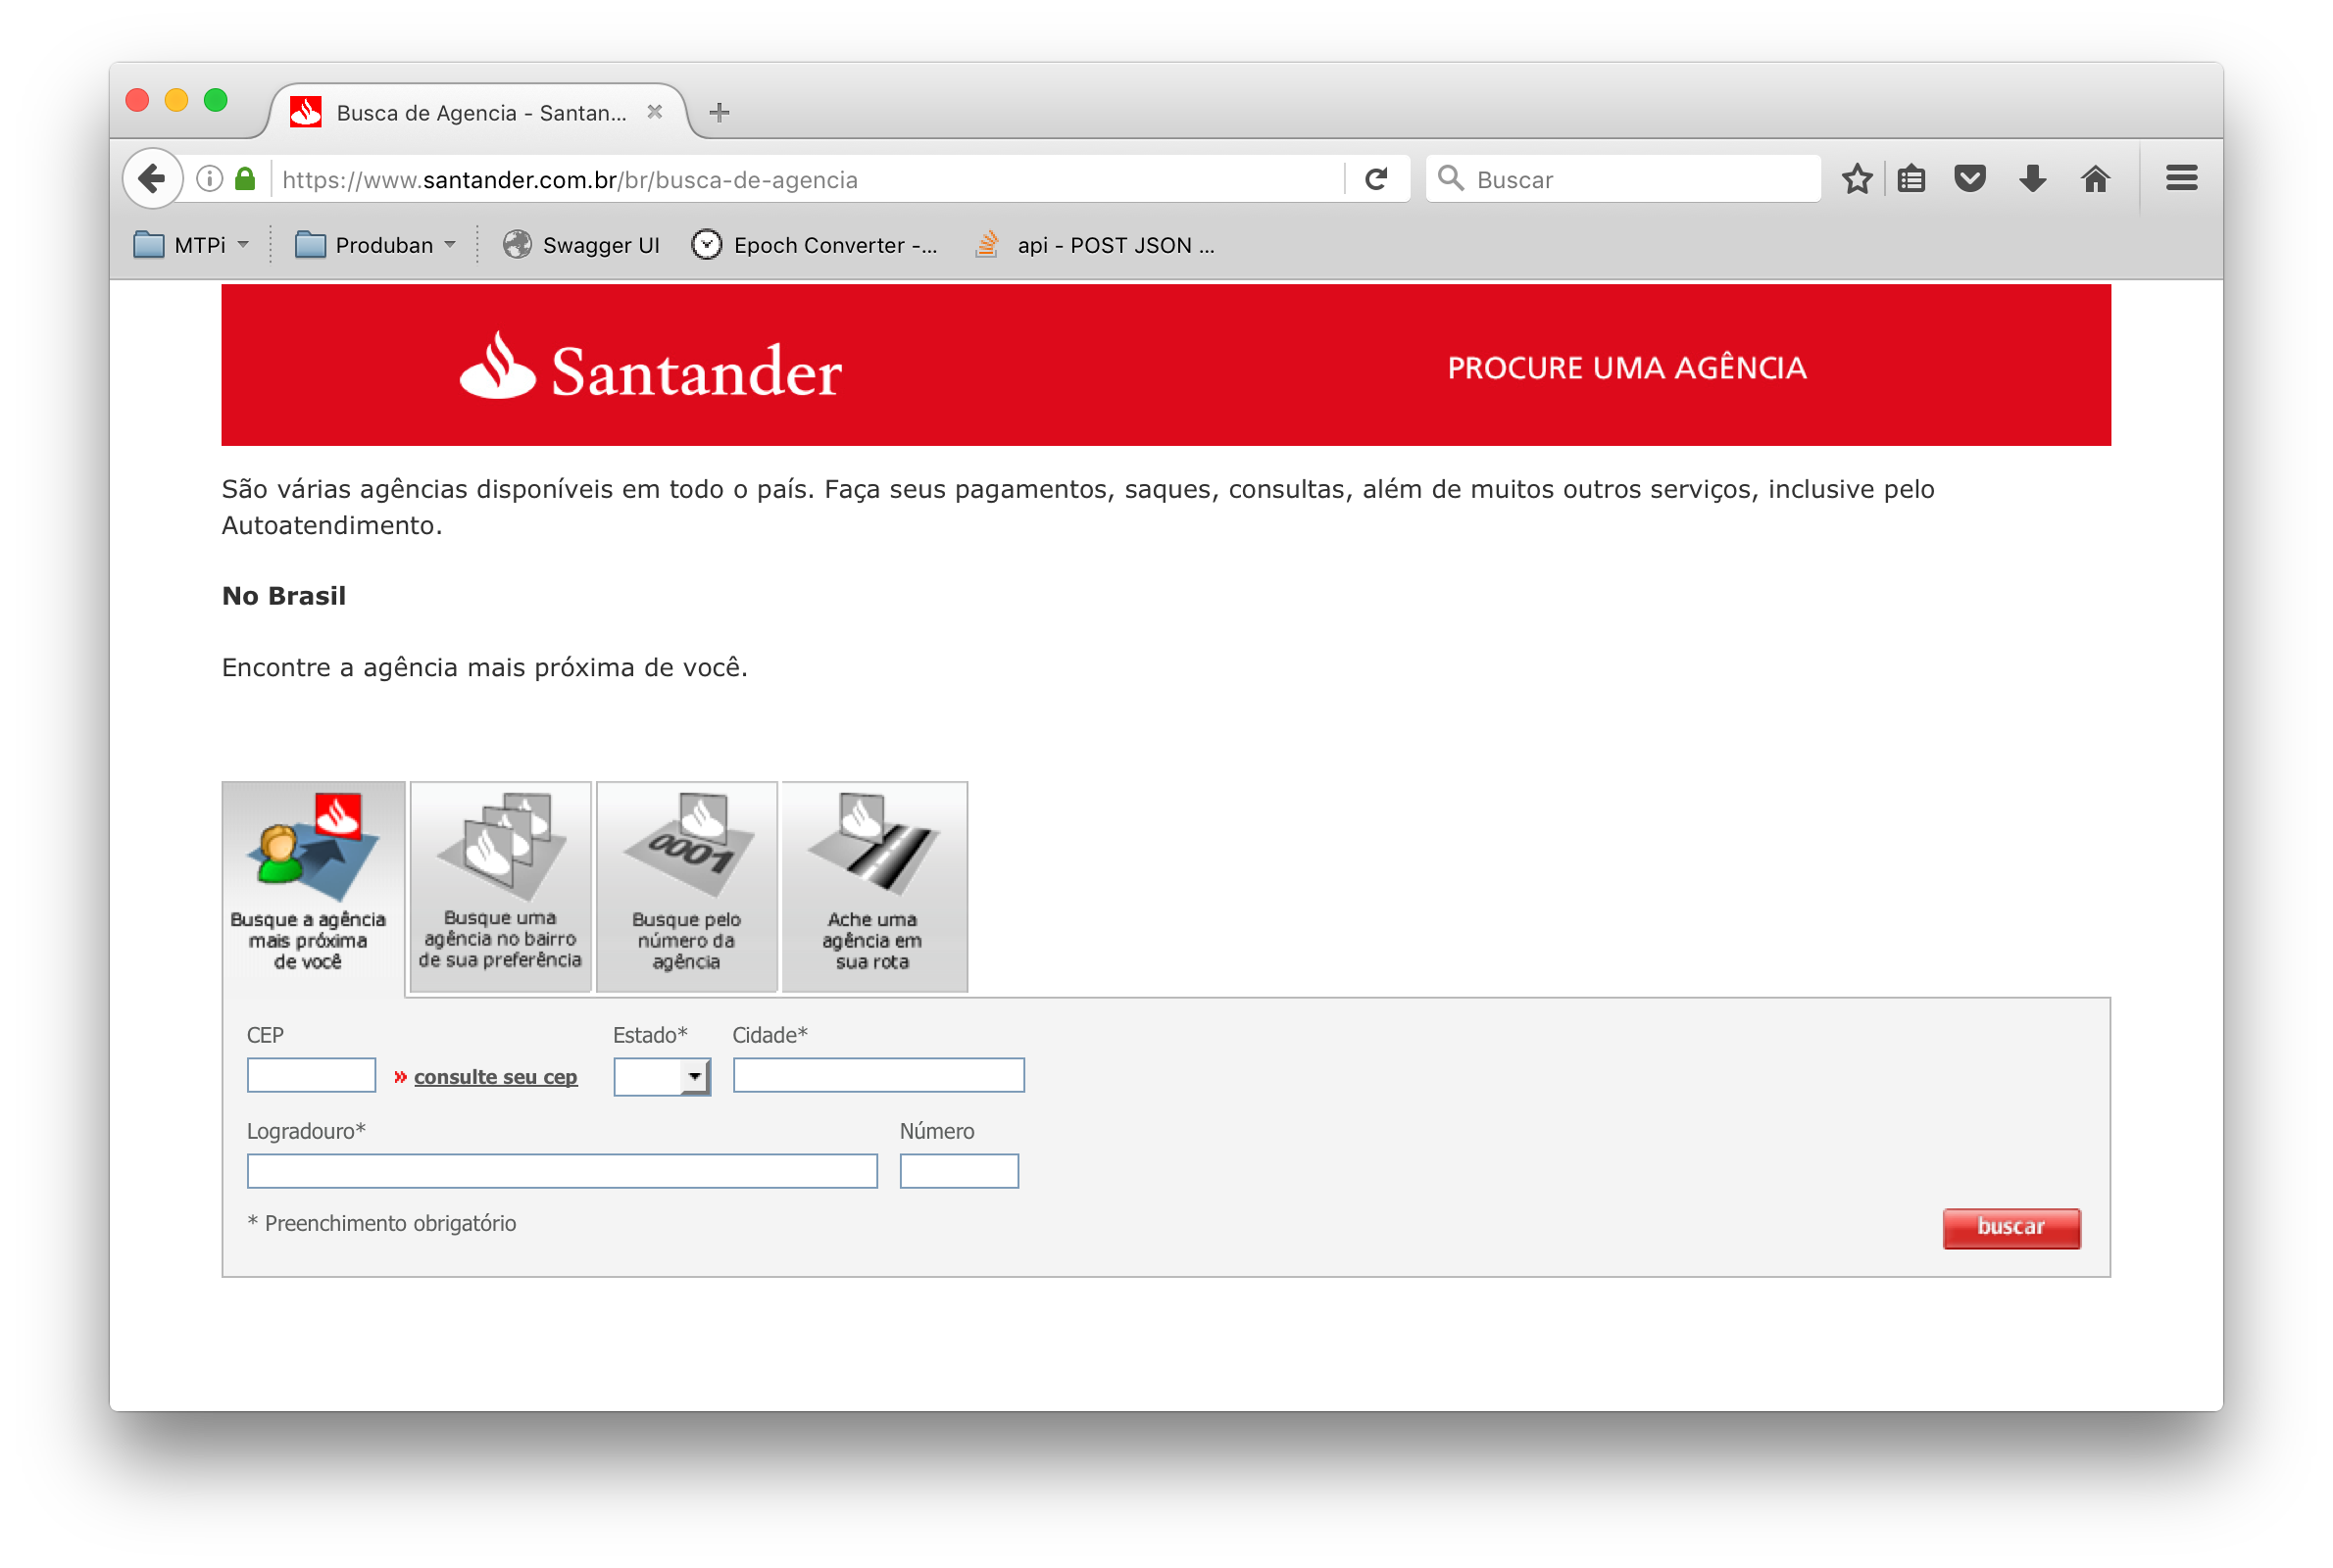 Busca de Agencia - Santan...
https://www.santander.com.br/br/busca-de-agencia
Buscar
MTPi
Produban
Swagger UI
Epoch Converter -...
api - POST JSON ...
Santander
PROCURE UMA AGÊNCIA
São várias agências disponíveis em todo o país. Faça seus pagamentos, saques, consultas, além de muitos outros serviços, inclusive pelo
Autoatendimento.
No Brasil
Encontre a agência mais próxima de você.
Busque a agência
mais próxima
de você
Busque uma
agência no bairro
de sua preferência
0001
Busque pelo
número da
agência
Ache uma
agência em
sua rota
CEP
» consulte seu cep
Estado*
Cidade*
Logradouro*
Número
* Preenchimento obrigatório
buscar